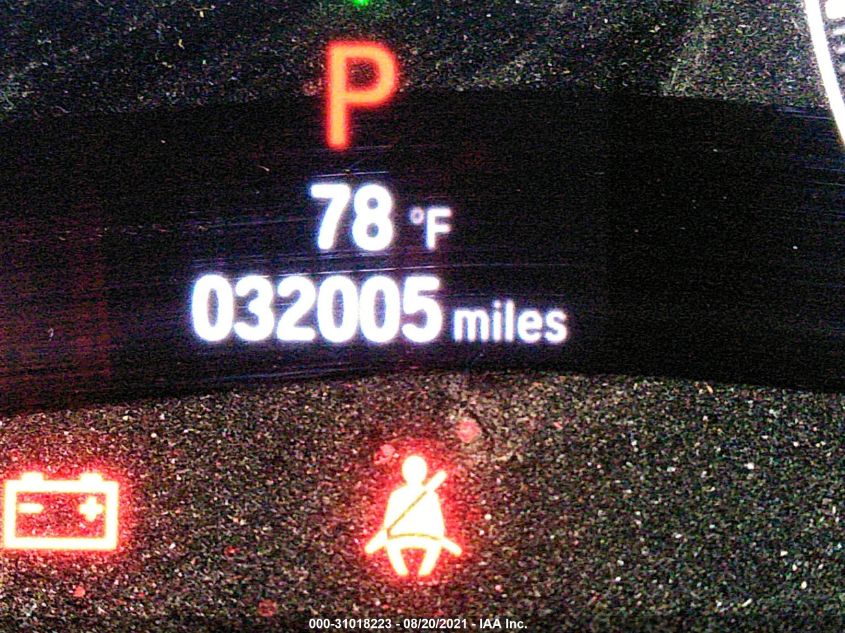 P
78 °F
032005 miles
000-31018223 - 08/20/2021 - IAA Inc.